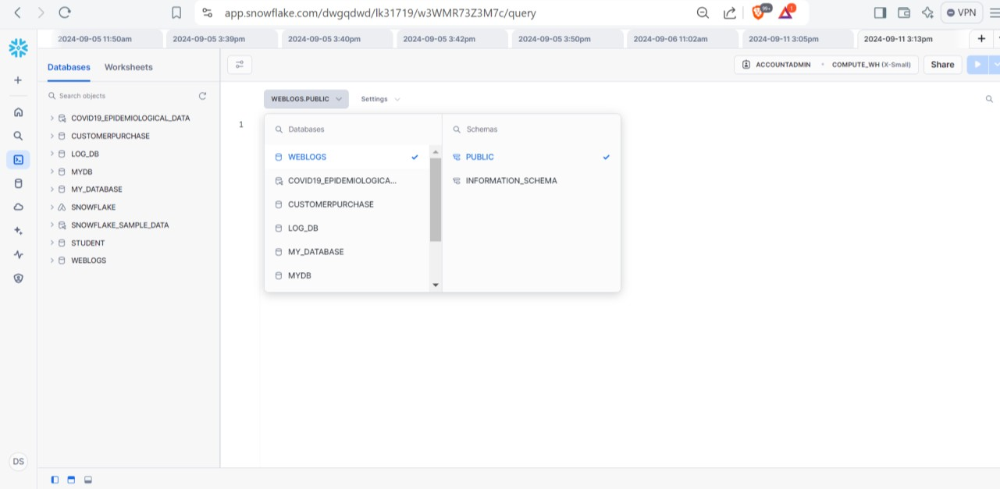 app.snowflake.com/dwgqdwd/lk31719/w3WMR73Z3M7c/query
99+
1
VPN
2024-09-05 11:50am
2024-09-05 3:39pm
2024-09-05 3:40pm
2024-09-05 3:42pm
2024-09-05 3:50pm
2024-09-06 11:02am
2024-09-11 3:05pm
2024-09-11 3:13pm
Databases
Worksheets
ACCOUNTADMIN
COMPUTE_WH (X-Small)
Share
Search objects
COVID19_EPIDEMIOLOGICAL_DATA
CUSTOMERPURCHASE
LOG_DB
MYDB
MY_DATABASE
SNOWFLAKE
SNOWFLAKE_SAMPLE_DATA
STUDENT
WEBLOGS
WEBLOGS.PUBLIC
Settings
1
Databases
WEBLOGS
COVID19_EPIDEMIOLOGICA...
CUSTOMERPURCHASE
LOG_DB
MY_DATABASE
MYDB
Schemas
PUBLIC
INFORMATION_SCHEMA
DS